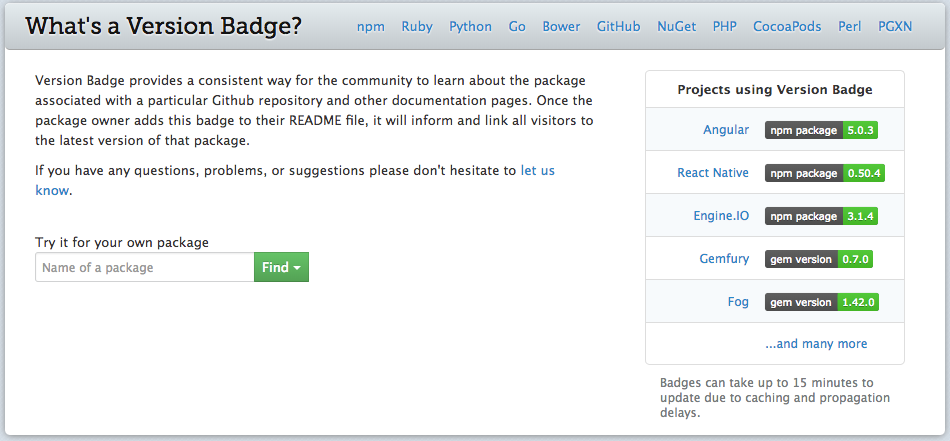 What's a Version Badge?
npm Ruby Python Go Bower GitHub NuGet PHP CocoaPods Perl PGXN
Version Badge provides a consistent way for the community to learn about the package
associated with a particular Github repository and other documentation pages. Once the
package owner adds this badge to their README file, it will inform and link all visitors to
the latest version of that package.
If you have any questions, problems, or suggestions please don't hesitate to let us
know.
Try it for your own package
Name of a package
Find
Projects using Version Badge
Angular npm package 5.0.3
React Native npm package 0.50.4
Engine.IO npm package 3.1.4
Gemfury gem version 0.7.0
Fog gem version 1.42.0
...and many more
Badges can take up to 15 minutes to
update due to caching and propagation
delays.